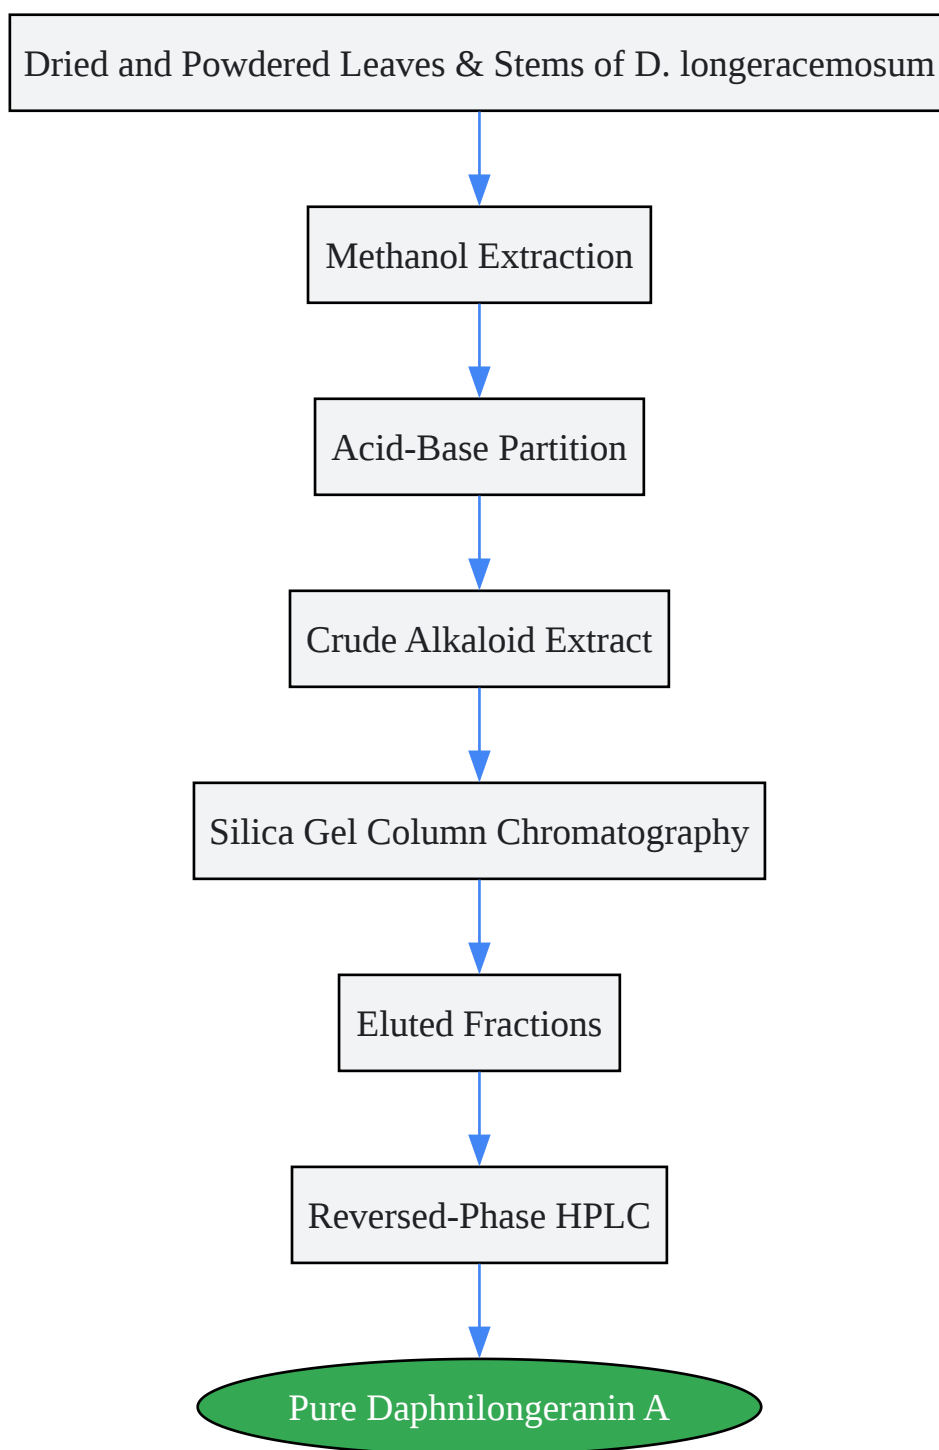 Dried and Powdered Leaves & Stems of D. longeracemosum
Methanol Extraction
Acid-Base Partition
Crude Alkaloid Extract
Silica Gel Column Chromatography
Eluted Fractions
Reversed-Phase HPLC
Pure Daphnilongeranin A